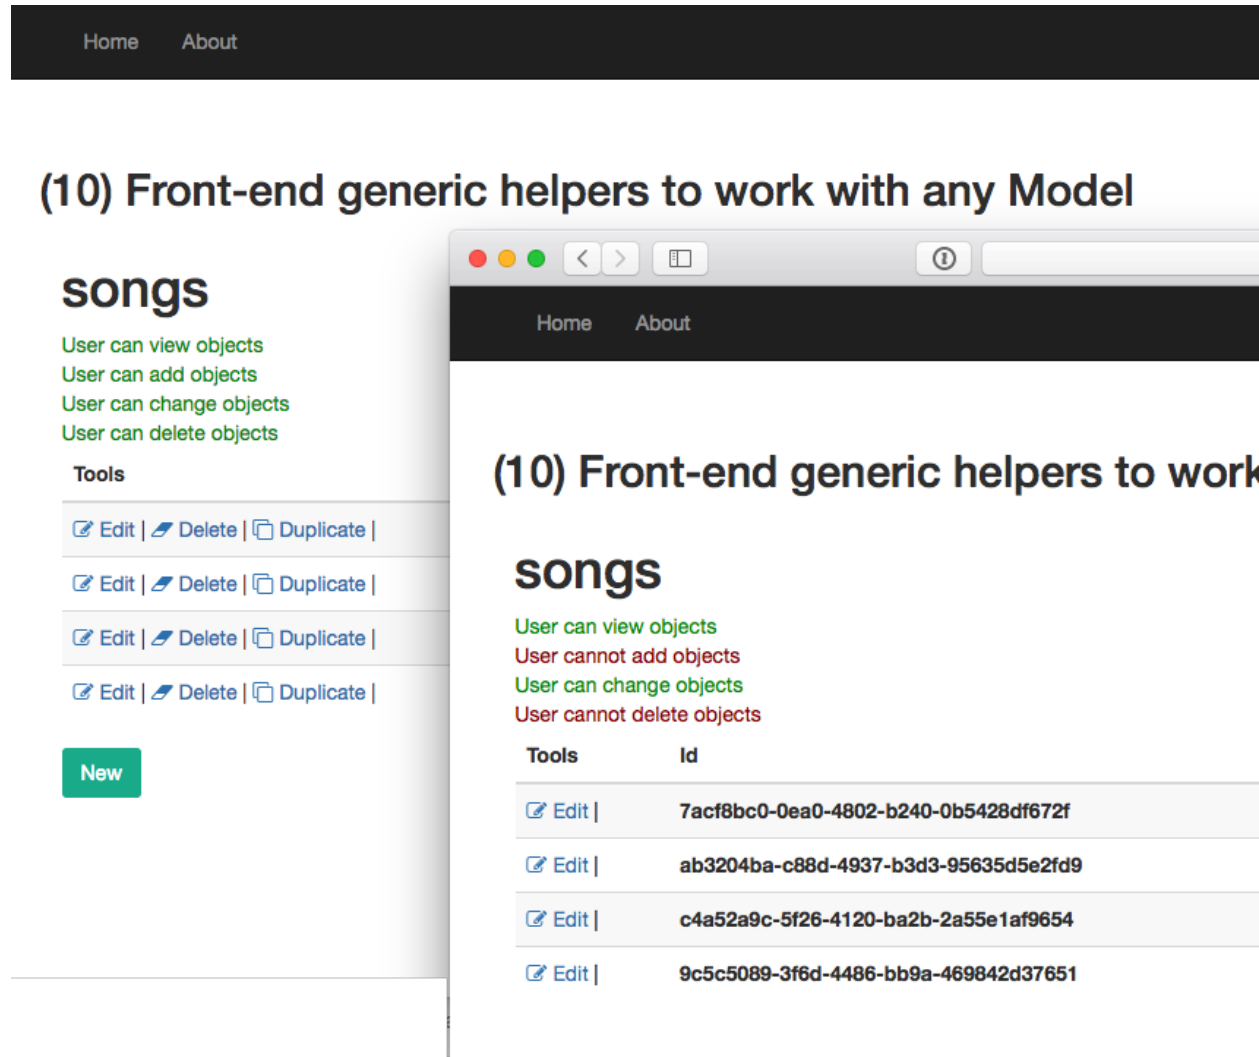 Home About
(10) Front-end generic helpers to work with any Model
songs
User can view objects
User can add objects
User can change objects
User can delete objects
Tools
Edit | Delete | Duplicate |
Edit | Delete | Duplicate |
Edit | Delete | Duplicate |
Edit | Delete | Duplicate |
New
Home About
(10) Front-end generic helpers to work
songs
User can view objects
User cannot add objects
User can change objects
User cannot delete objects
Tools Id
Edit | 7acf8bc0-0ea0-4802-b240-0b5428df672f
Edit | ab3204ba-c88d-4937-b3d3-95635d5e2fd9
Edit | c4a52a9c-5f26-4120-ba2b-2a55e1af9654
Edit | 9c5c5089-3f6d-4486-bb9a-469842d37651